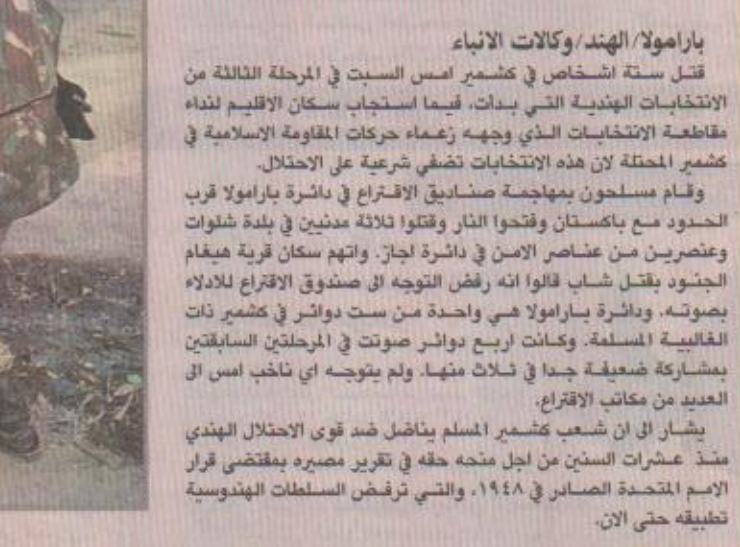 بارامولا/الهند/وكالات الانباء
قتل ستة اشخاص في كشمير امس السبت في المرحلة الثالثة من
الانتخابات الهندية التي بدأت، فيما استجاب سكان الاقليم لنداء
مقاطعة الانتخابات الذي وجهه زعماء حركات المقاومة الاسلامية في
كشمير المحتلة لان هذه الانتخابات تضفي شرعية على الاحتلال.
وقام مسلحون بمهاجمة صناديق الاقتراع في دائرة بارامولا قرب
الحدود مع باكستان وفتحوا النار وقتلوا ثلاثة مدنيين في بلدة شلوات
وعنصرين من عناصر الامن في دائرة اجاز. واتهم سكان قرية هيغام
الجنود بقتل شاب قالوا انه رفض التوجه الى صندوق الاقتراع للادلاء
بصوته. ودائرة بارامولا هي واحدة من ست دوائر في كشمير ذات
الغالبية المسلمة. وكانت اربع دوائر صوتت في المرحلتين السابقتين
بمشاركة ضعيفة جدا في ثلاث منها. ولم يتوجه اي ناخب امس الى
العديد من مكاتب الاقتراع.
يشار الى ان شعب كشمير المسلم يناضل ضد قوى الاحتلال الهندي
منذ عشرات السنين من اجل منحه حقه في تقرير مصيره بمقتضى قرار
الامم المتحدة الصادر في ١٩٤٨، والتي ترفض السلطات الهندوسية
تطبيقه حتى الان.